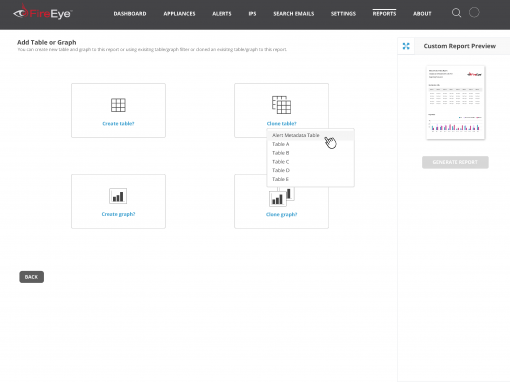 FireEye
DASHBOARD
APPLIANCES
ALERTS
IPS
SEARCH EMAILS
SETTINGS
REPORTS
ABOUT
Add Table or Graph
You can create new table and graph to this report or using existing table/graph filter or cloned an existing table/graph to this report.
Custom Report Preview
Create table?
Clone table?
Alert Metadata Table
Table A
Table B
Table C
Table D
Table E
GENERATE REPORT
Create graph?
Clone graph?
BACK